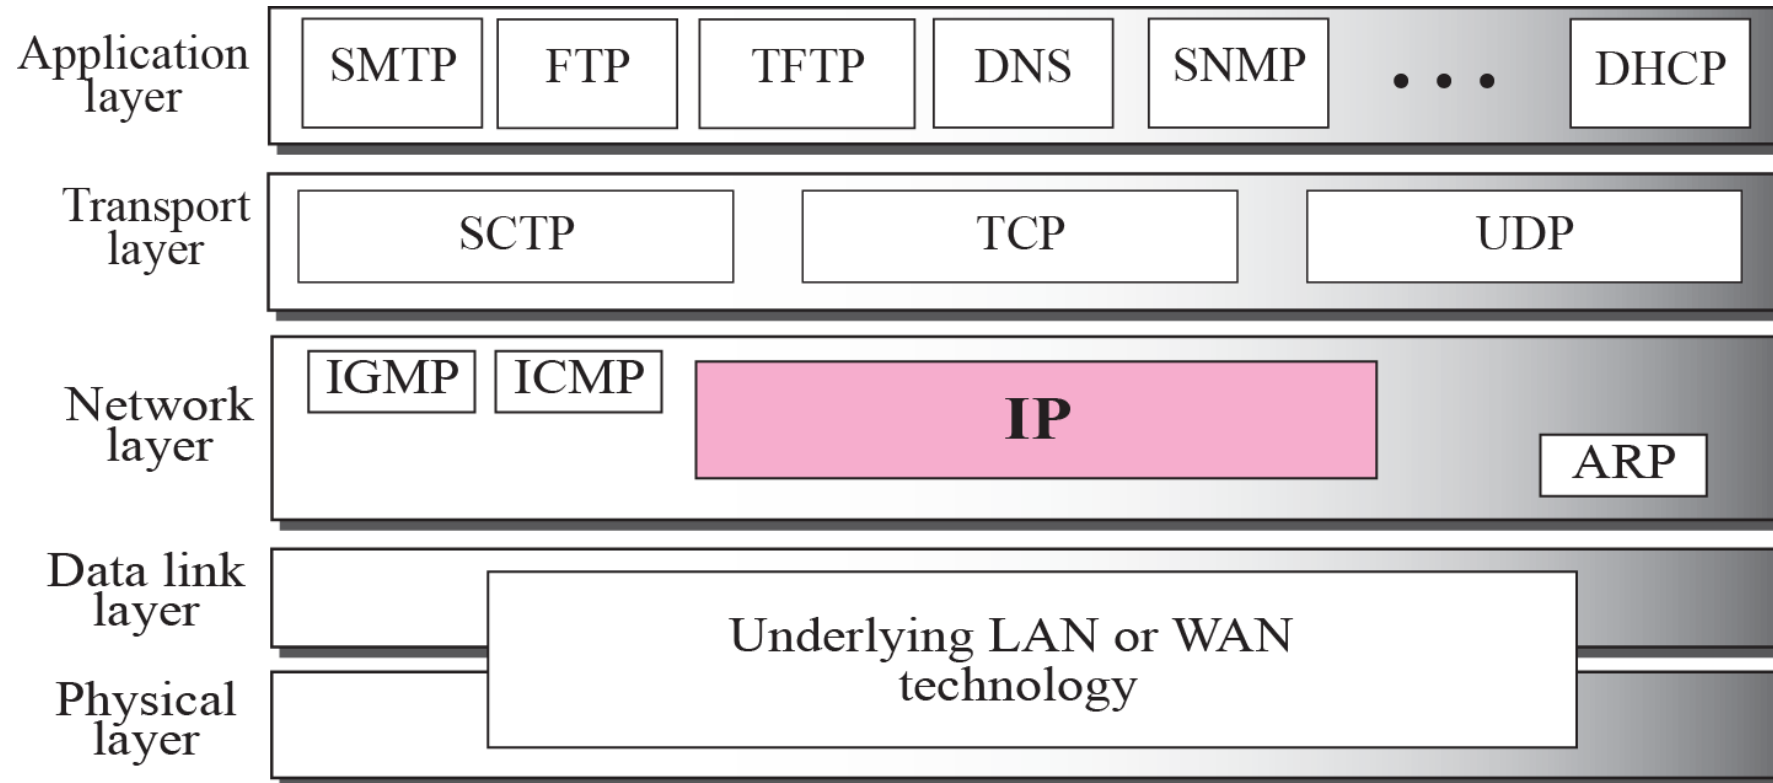 Application
layer
SMTP
FTP
TFTP
DNS
SNMP
• • •
DHCP
Transport
layer
SCTP
TCP
UDP
Network
layer
IGMP
ICMP
IP
ARP
Data link
layer
Underlying LAN or WAN
technology
Physical
layer